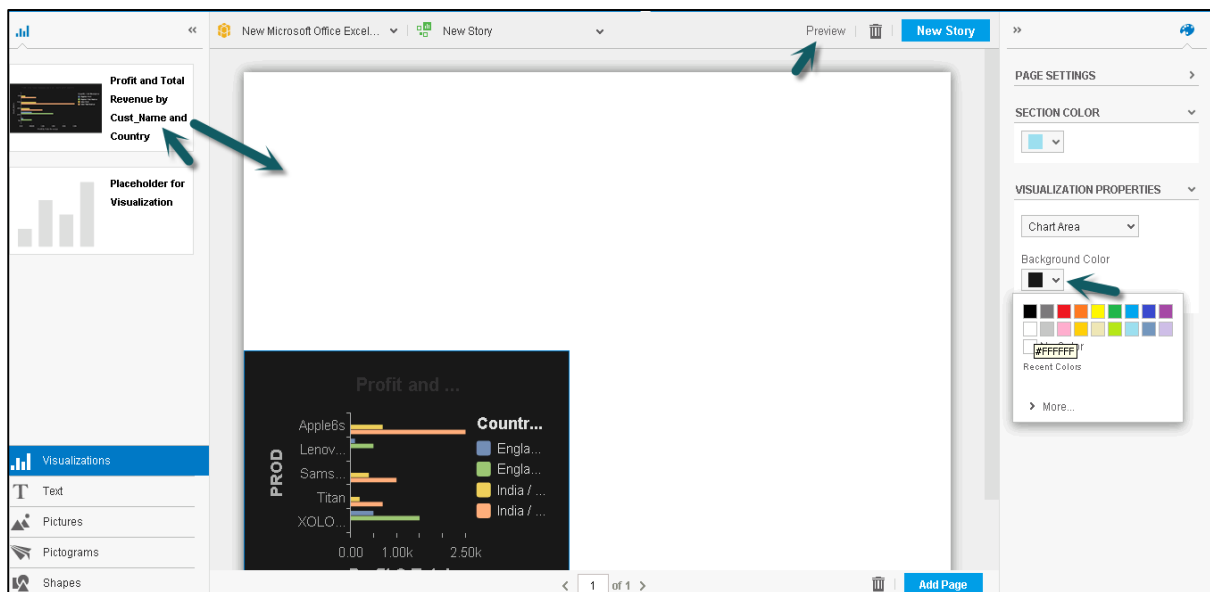 New Microsoft Office Excel...
New Story
Preview
New Story
Profit and Total
Revenue by
Cust_Name and
Country
Placeholder for
Visualization
Visualizations
Text
Pictures
Pictograms
Shapes
Profit and ...
PROD
Apple6s
Lenov...
Sams...
Titan
XOLO...
0.00 1.00k 2.50k
Countr...
Engla...
Engla...
India / ...
India / ...
1 of 1
Add Page
PAGE SETTINGS
SECTION COLOR
VISUALIZATION PROPERTIES
Chart Area
Background Color
#FFFFFF
Recent Colors
More...